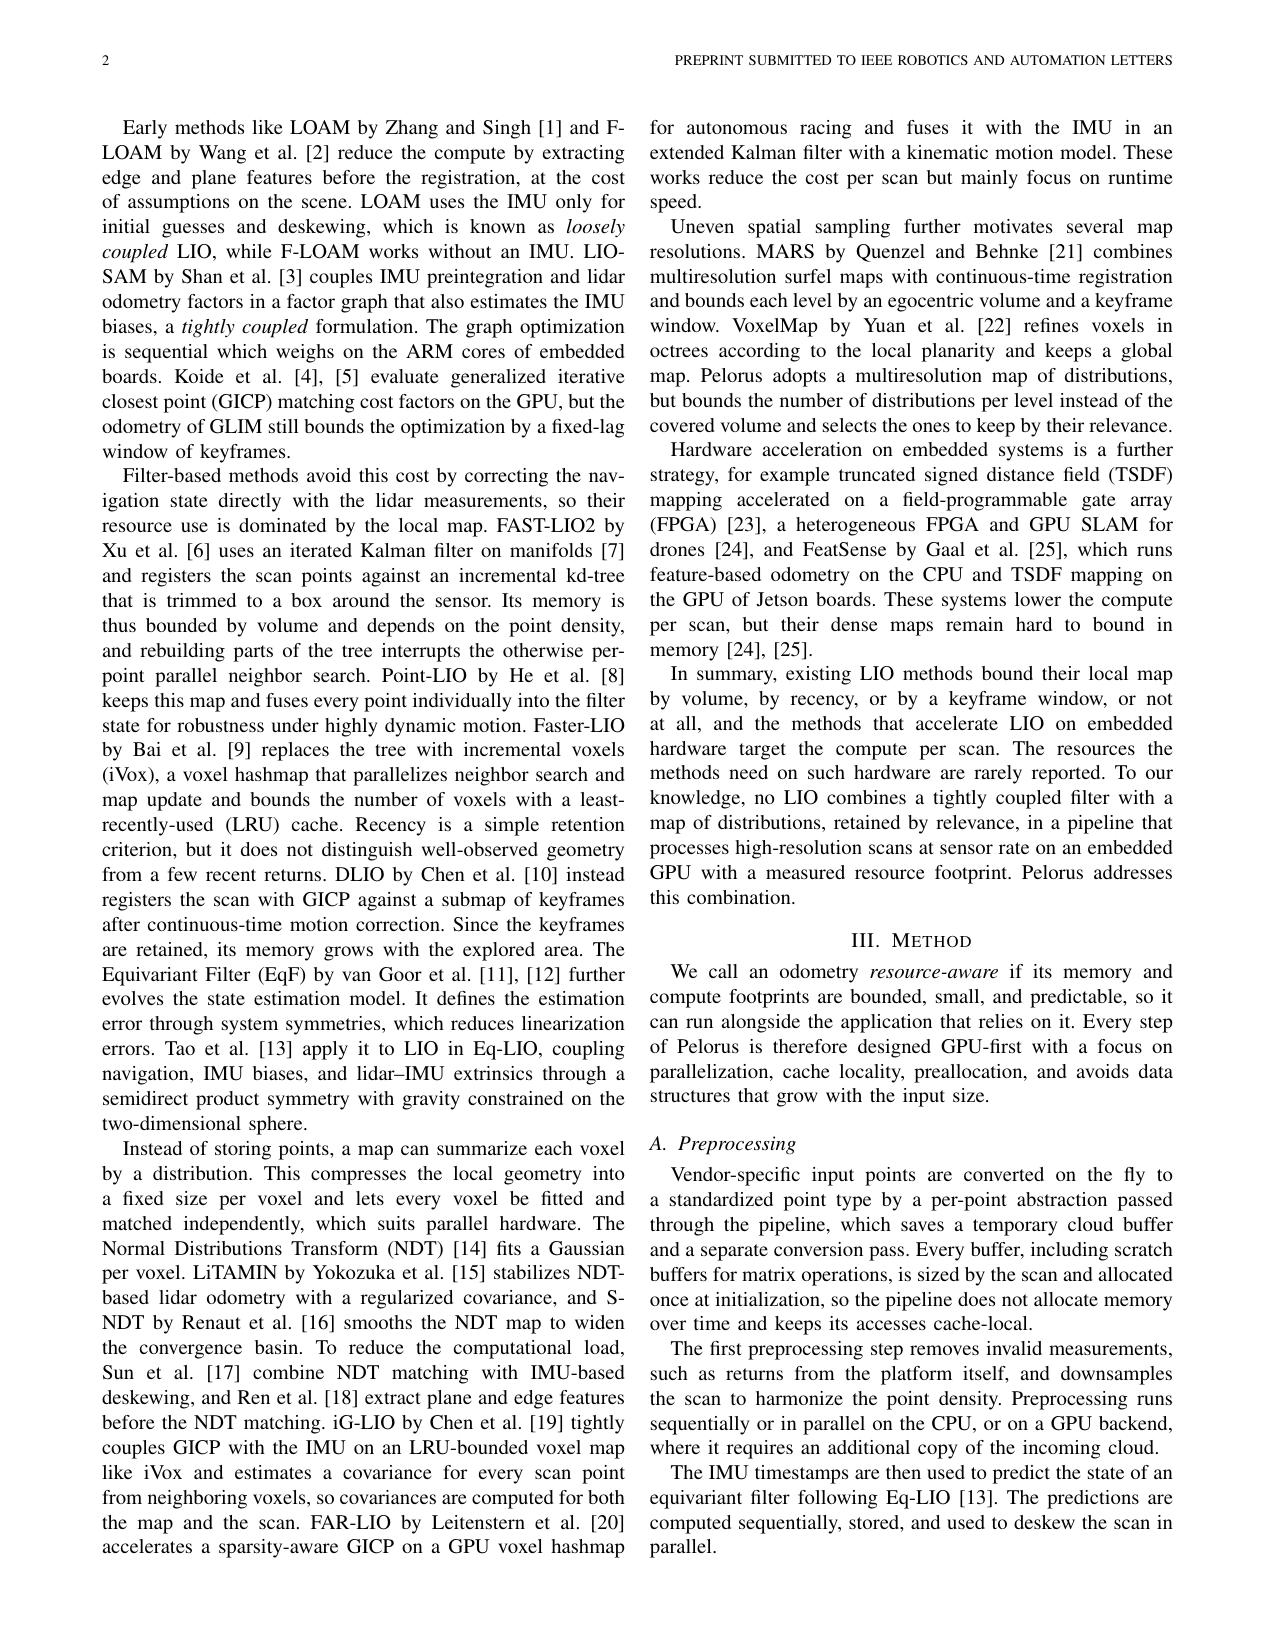 2
PREPRINT SUBMITTED TO IEEE ROBOTICS AND AUTOMATION LETTERS
Early methods like LOAM by Zhang and Singh [1] and F-
LOAM by Wang et al. [2] reduce the compute by extracting
edge and plane features before the registration, at the cost
of assumptions on the scene. LOAM uses the IMU only for
initial guesses and deskewing, which is known as loosely
coupled LIO, while F-LOAM works without an IMU. LIO-
SAM by Shan et al. [3] couples IMU preintegration and lidar
odometry factors in a factor graph that also estimates the IMU
biases, a tightly coupled formulation. The graph optimization
is sequential which weighs on the ARM cores of embedded
boards. Koide et al. [4], [5] evaluate generalized iterative
closest point (GICP) matching cost factors on the GPU, but the
odometry of GLIM still bounds the optimization by a fixed-lag
window of keyframes.
Filter-based methods avoid this cost by correcting the nav-
igation state directly with the lidar measurements, so their
resource use is dominated by the local map. FAST-LIO2 by
Xu et al. [6] uses an iterated Kalman filter on manifolds [7]
and registers the scan points against an incremental kd-tree
that is trimmed to a box around the sensor. Its memory is
thus bounded by volume and depends on the point density,
and rebuilding parts of the tree interrupts the otherwise per-
point parallel neighbor search. Point-LIO by He et al. [8]
keeps this map and fuses every point individually into the filter
state for robustness under highly dynamic motion. Faster-LIO
by Bai et al. [9] replaces the tree with incremental voxels
(iVox), a voxel hashmap that parallelizes neighbor search and
map update and bounds the number of voxels with a least-
recently-used (LRU) cache. Recency is a simple retention
criterion, but it does not distinguish well-observed geometry
from a few recent returns. DLIO by Chen et al. [10] instead
registers the scan with GICP against a submap of keyframes
after continuous-time motion correction. Since the keyframes
are retained, its memory grows with the explored area. The
Equivariant Filter (EqF) by van Goor et al. [11], [12] further
evolves the state estimation model. It defines the estimation
error through system symmetries, which reduces linearization
errors. Tao et al. [13] apply it to LIO in Eq-LIO, coupling
navigation, IMU biases, and lidar–IMU extrinsics through a
semidirect product symmetry with gravity constrained on the
two-dimensional sphere.
Instead of storing points, a map can summarize each voxel
by a distribution. This compresses the local geometry into
a fixed size per voxel and lets every voxel be fitted and
matched independently, which suits parallel hardware. The
Normal Distributions Transform (NDT) [14] fits a Gaussian
per voxel. LiTAMIN by Yokozuka et al. [15] stabilizes NDT-
based lidar odometry with a regularized covariance, and S-
NDT by Renaut et al. [16] smooths the NDT map to widen
the convergence basin. To reduce the computational load,
Sun et al. [17] combine NDT matching with IMU-based
deskewing, and Ren et al. [18] extract plane and edge features
before the NDT matching. iG-LIO by Chen et al. [19] tightly
couples GICP with the IMU on an LRU-bounded voxel map
like iVox and estimates a covariance for every scan point
from neighboring voxels, so covariances are computed for both
the map and the scan. FAR-LIO by Leitenstern et al. [20]
accelerates a sparsity-aware GICP on a GPU voxel hashmap
for autonomous racing and fuses it with the IMU in an
extended Kalman filter with a kinematic motion model. These
works reduce the cost per scan but mainly focus on runtime
speed.
Uneven spatial sampling further motivates several map
resolutions. MARS by Quenzel and Behnke [21] combines
multiresolution surfel maps with continuous-time registration
and bounds each level by an egocentric volume and a keyframe
window. VoxelMap by Yuan et al. [22] refines voxels in
octrees according to the local planarity and keeps a global
map. Pelorus adopts a multiresolution map of distributions,
but bounds the number of distributions per level instead of the
covered volume and selects the ones to keep by their relevance.
Hardware acceleration on embedded systems is a further
strategy, for example truncated signed distance field (TSDF)
mapping accelerated on a field-programmable gate array
(FPGA) [23], a heterogeneous FPGA and GPU SLAM for
drones [24], and FeatSense by Gaal et al. [25], which runs
feature-based odometry on the CPU and TSDF mapping on
the GPU of Jetson boards. These systems lower the compute
per scan, but their dense maps remain hard to bound in
memory [24], [25].
In summary, existing LIO methods bound their local map
by volume, by recency, or by a keyframe window, or not
at all, and the methods that accelerate LIO on embedded
hardware target the compute per scan. The resources the
methods need on such hardware are rarely reported. To our
knowledge, no LIO combines a tightly coupled filter with a
map of distributions, retained by relevance, in a pipeline that
processes high-resolution scans at sensor rate on an embedded
GPU with a measured resource footprint. Pelorus addresses
this combination.
III. METHOD
We call an odometry resource-aware if its memory and
compute footprints are bounded, small, and predictable, so it
can run alongside the application that relies on it. Every step
of Pelorus is therefore designed GPU-first with a focus on
parallelization, cache locality, preallocation, and avoids data
structures that grow with the input size.
A. Preprocessing
Vendor-specific input points are converted on the fly to
a standardized point type by a per-point abstraction passed
through the pipeline, which saves a temporary cloud buffer
and a separate conversion pass. Every buffer, including scratch
buffers for matrix operations, is sized by the scan and allocated
once at initialization, so the pipeline does not allocate memory
over time and keeps its accesses cache-local.
The first preprocessing step removes invalid measurements,
such as returns from the platform itself, and downsamples
the scan to harmonize the point density. Preprocessing runs
sequentially or in parallel on the CPU, or on a GPU backend,
where it requires an additional copy of the incoming cloud.
The IMU timestamps are then used to predict the state of an
equivariant filter following Eq-LIO [13]. The predictions are
computed sequentially, stored, and used to deskew the scan in
parallel.